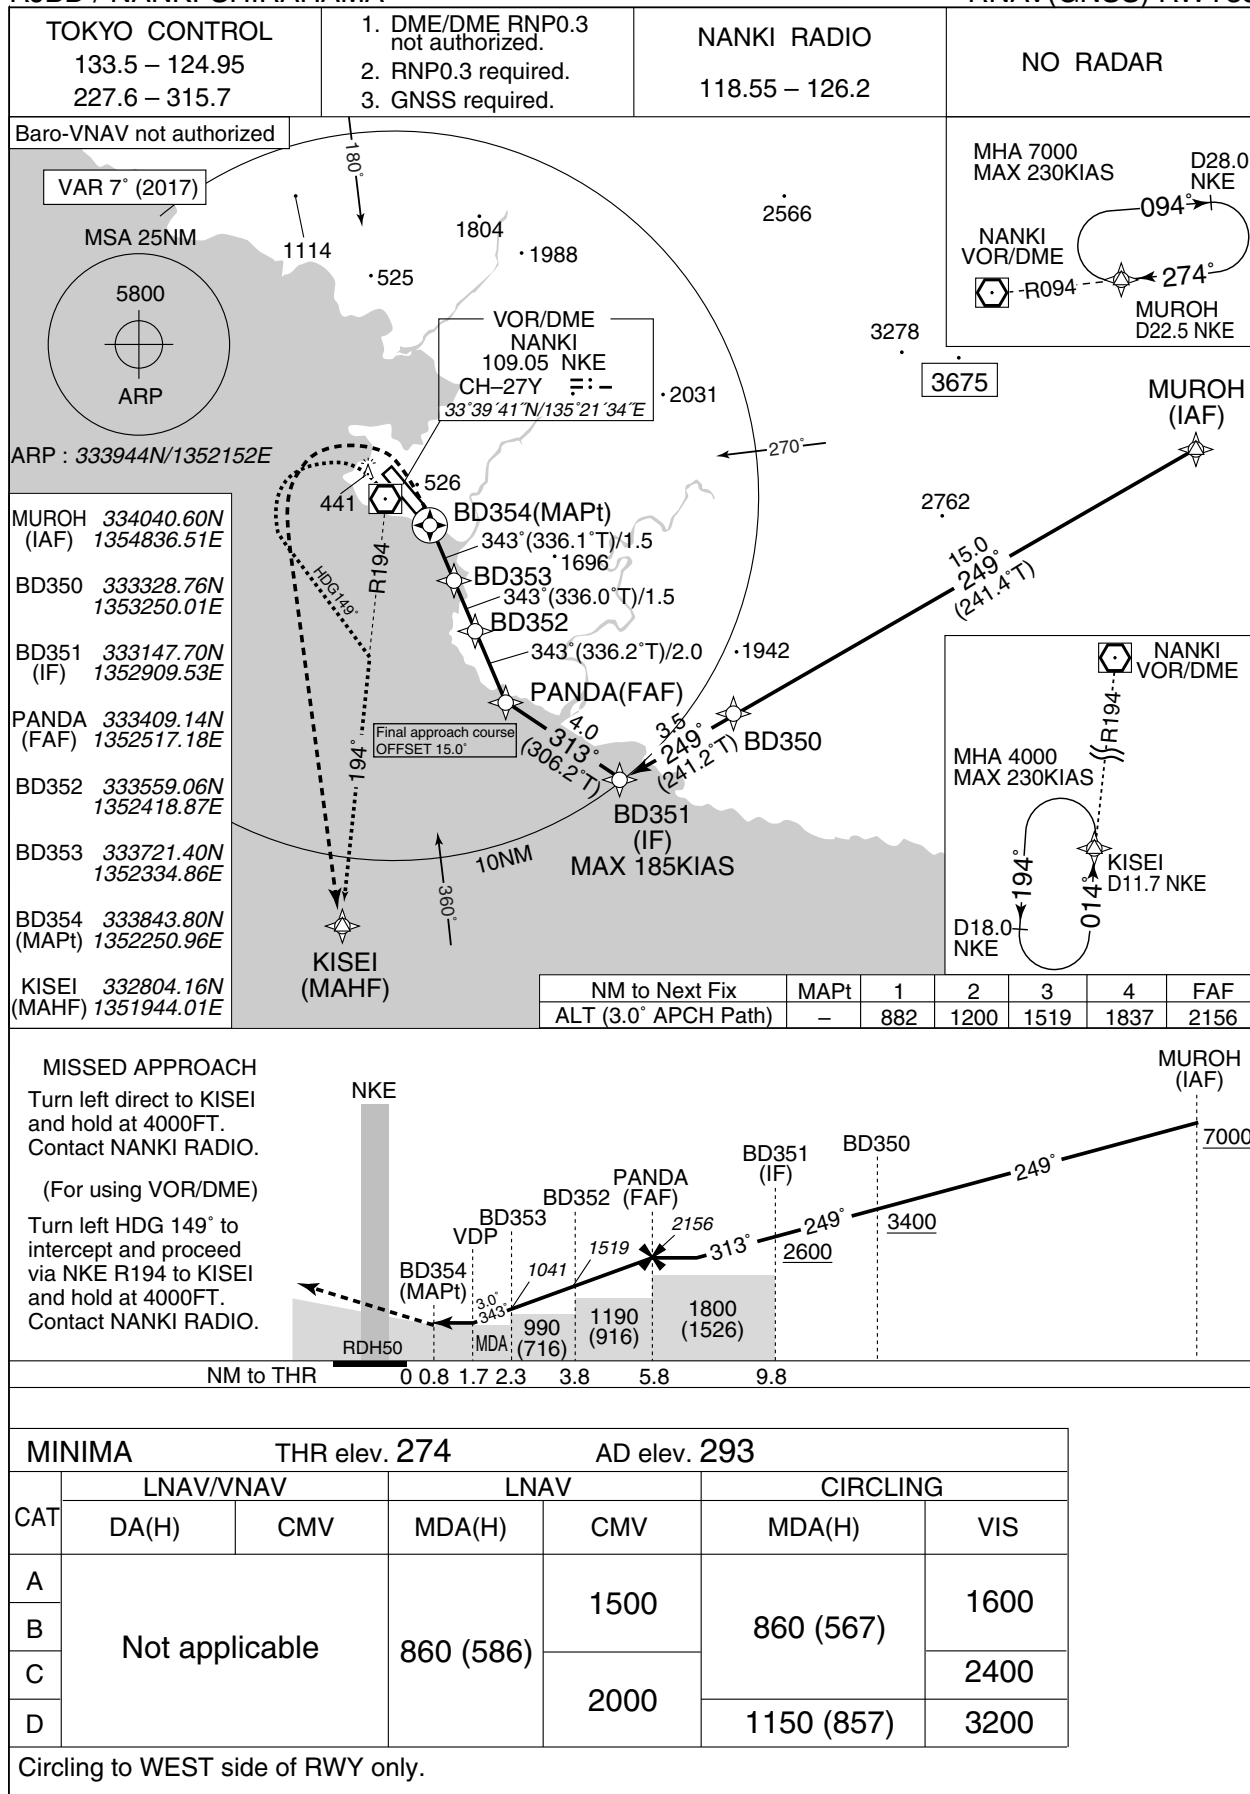 TOKYO CONTROL
133.5 – 124.95
227.6 – 315.7
1. DME/DME RNP0.3
not authorized.
2. RNP0.3 required.
3. GNSS required.
NANKI RADIO
118.55 – 126.2
NO RADAR
Baro-VNAV not authorized
VAR 7˚ (2017)
MSA 25NM
5800
ARP
ARP : 333944N/1352152E
180˚
1114
1804
1988
525
2566
VOR/DME
NANKI
109.05 NKE
CH–27Y
33˚39´41˝N/135˚21´34˝E
2031
3278
3675
270˚
MHA 7000
MAX 230KIAS
D28.0
NKE
094˚
NANKI
VOR/DME
R094
274˚
MUROH
D22.5 NKE
MUROH
(IAF)
441
526
BD354(MAPt)
343˚(336.1˚T)/1.5
1696
BD353
343˚(336.0˚T)/1.5
BD352
343˚(336.2˚T)/2.0
1942
2762
15.0
249˚
(241.4˚T)
R194
HDG149˚
194˚
PANDA(FAF)
Final approach course
OFFSET 15.0˚
4.0
313˚
(306.2˚T)
3.5
249˚
(241.2˚T)
BD350
BD351
(IF)
MAX 185KIAS
10NM
360˚
KISEI
(MAHF)
MUROH 334040.60N
(IAF) 1354836.51E
BD350 333328.76N
1353250.01E
BD351 333147.70N
(IF) 1352909.53E
PANDA 333409.14N
(FAF) 1352517.18E
BD352 333559.06N
1352418.87E
BD353 333721.40N
1352334.86E
BD354 333843.80N
(MAPt) 1352250.96E
KISEI 332804.16N
(MAHF) 1351944.01E
NANKI
VOR/DME
R194
MHA 4000
MAX 230KIAS
194˚
014˚
KISEI
D11.7 NKE
D18.0
NKE
NM to Next Fix MAPt 1 2 3 4 FAF
ALT (3.0˚ APCH Path) – 882 1200 1519 1837 2156
MISSED APPROACH
Turn left direct to KISEI
and hold at 4000FT.
Contact NANKI RADIO.
(For using VOR/DME)
Turn left HDG 149˚ to
intercept and proceed
via NKE R194 to KISEI
and hold at 4000FT.
Contact NANKI RADIO.
NKE
MUROH
(IAF)
7000
249˚
BD350
3400
BD351
(IF)
249˚
2600
PANDA
(FAF)
313˚
2156
BD352
1519
BD353
VDP
1041
BD354
(MAPt)
3.0˚
343˚
MDA
990
(716)
1190
(916)
1800
(1526)
RDH50
NM to THR 0 0.8 1.7 2.3 3.8 5.8 9.8
MINIMA THR elev. 274 AD elev. 293
CAT LNAV/VNAV LNAV CIRCLING
DA(H) CMV MDA(H) CMV MDA(H) VIS
A
B
C
D
Not applicable
860 (586)
1500
2000
860 (567)
1150 (857)
1600
2400
3200
Circling to WEST side of RWY only.